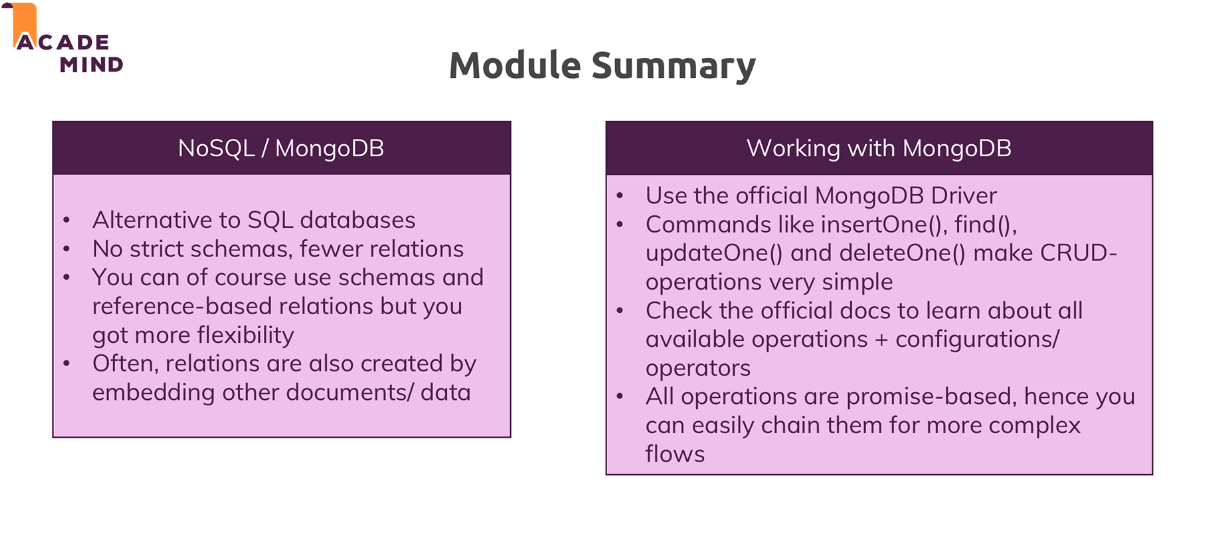 ACADE
MIND
Module Summary
NoSQL / MongoDB
• Alternative to SQL databases
• No strict schemas, fewer relations
• You can of course use schemas and
reference-based relations but you
got more flexibility
• Often, relations are also created by
embedding other documents/ data
Working with MongoDB
• Use the official MongoDB Driver
• Commands like insertOne(), find(),
updateOne() and deleteOne() make CRUD-
operations very simple
• Check the official docs to learn about all
available operations + configurations/
operators
• All operations are promise-based, hence you
can easily chain them for more complex
flows